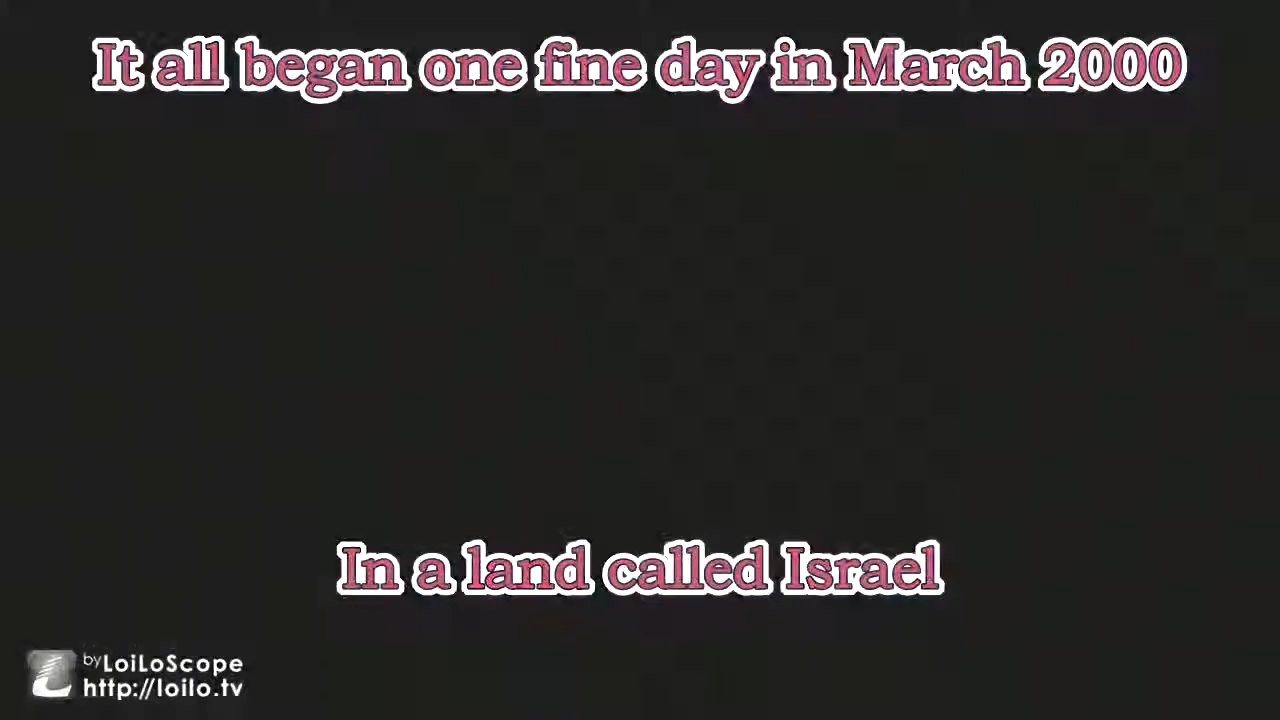 It all began one fine day in March 2000
In a land called Israel
by LoiLoScope
http://loilo.tv